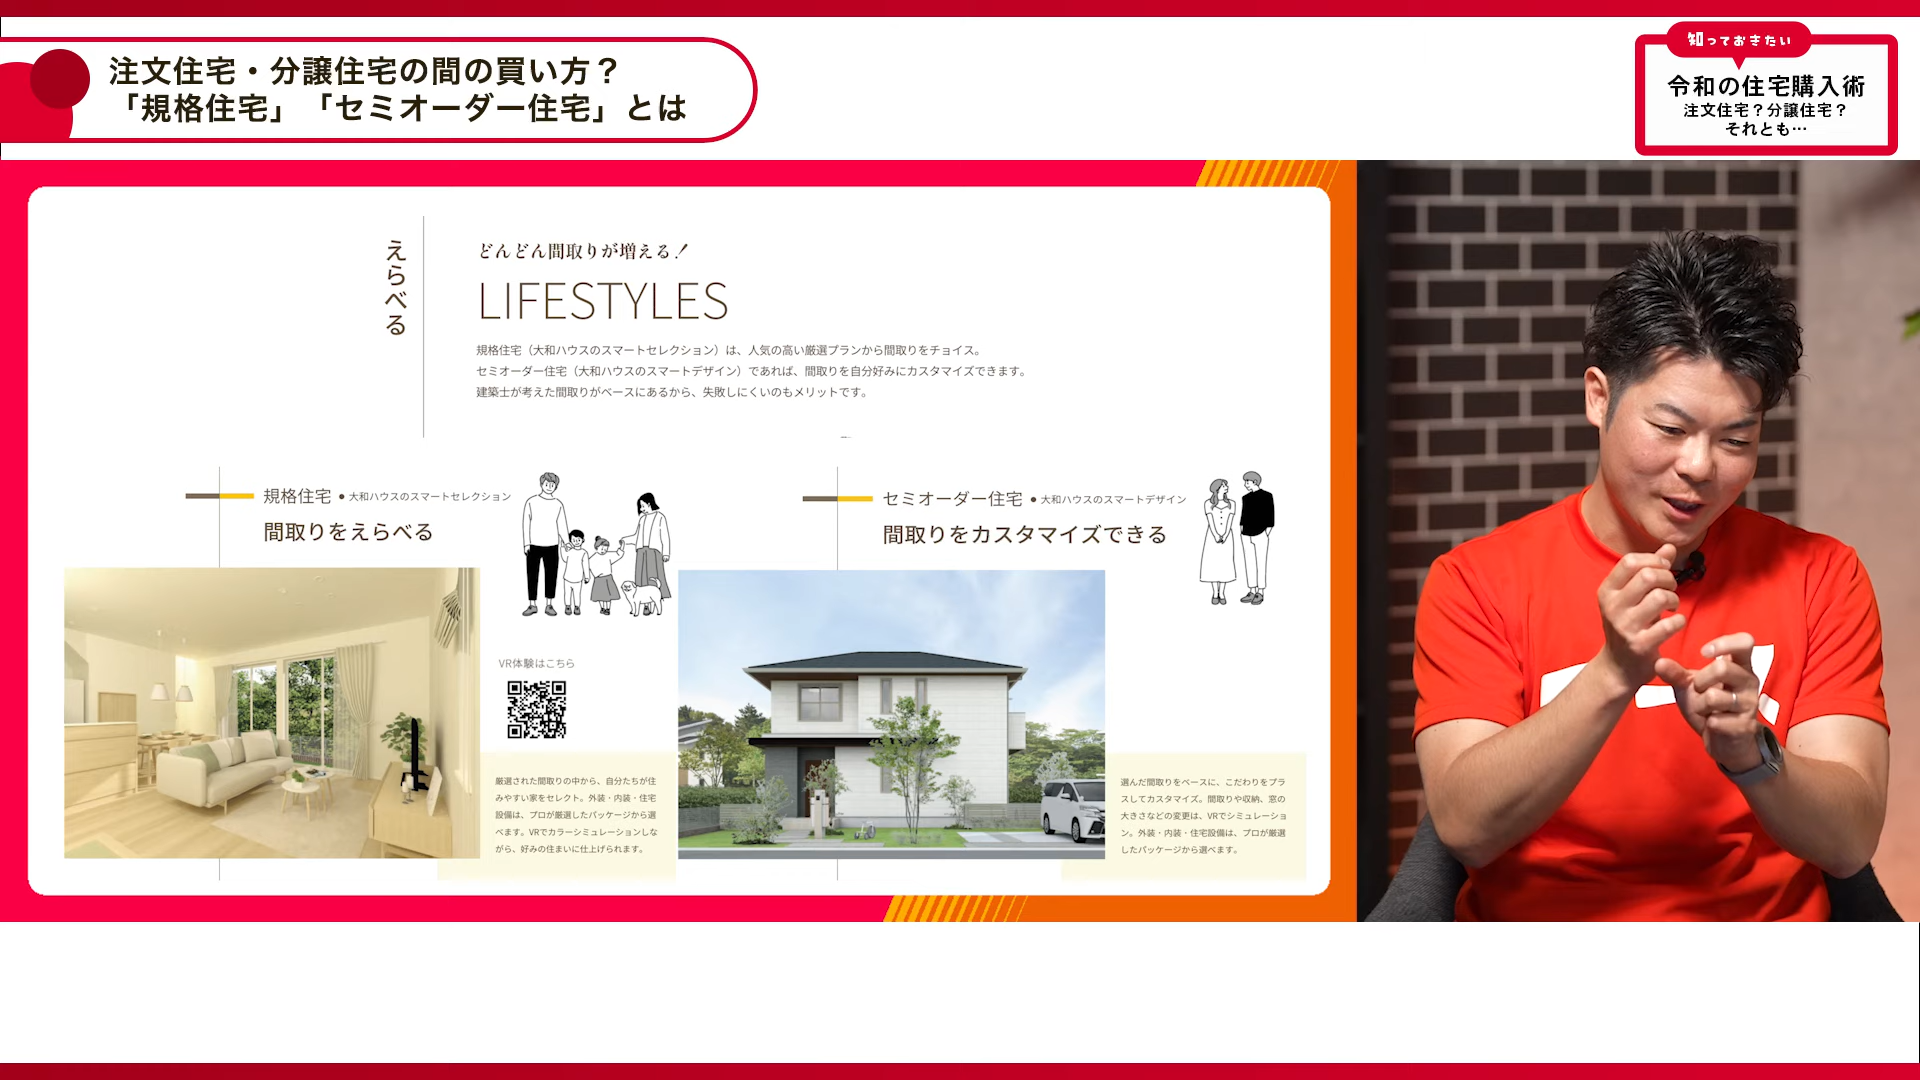 注文住宅・分譲住宅の間の買い方？
「規格住宅」「セミオーダー住宅」とは
知っておきたい
令和の住宅購入術
注文住宅？分譲住宅？
それとも…
えらべる
どんどん間取りが増える！
LIFESTYLES
規格住宅（大和ハウスのスマートセレクション）は、人気の高い厳選プランから間取りをチョイス。
セミオーダー住宅（大和ハウスのスマートデザイン）であれば、間取りを自分好みにカスタマイズできます。
建築士が考えた間取りがベースにあるから、失敗しにくいのもメリットです。
規格住宅 ●大和ハウスのスマートセレクション
間取りをえらべる
VR体験はこちら
厳選された間取りの中から、自分たちが住
みやすい家をセレクト。外装・内装・住宅
設備は、プロが厳選したパッケージから選
べます。VRでカラーシミュレーションしな
がら、好みの住まいに仕上げられます。
セミオーダー住宅 ●大和ハウスのスマートデザイン
間取りをカスタマイズできる
選んだ間取りをベースに、こだわりをプラ
スしてカスタマイズ。間取りや収納、窓の
大きさなどの変更は、VRでシミュレーショ
ン。外装・内装・住宅設備は、プロが厳選
したパッケージから選べます。